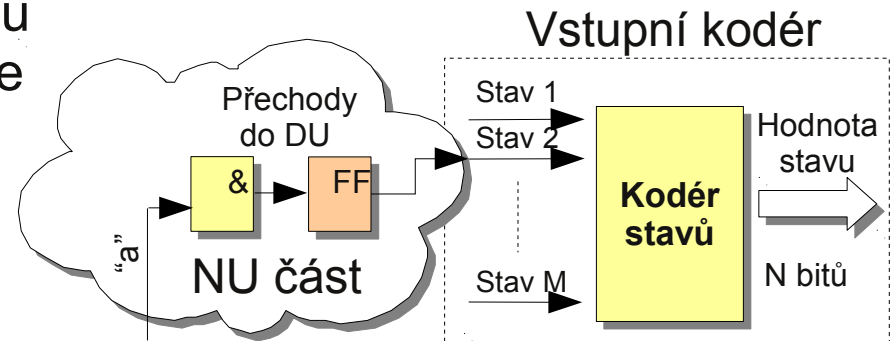 u
e
Vstupní kodér
Přechody
do DU
&
FF
"a"
NU část
Stav 1
Stav 2
Stav M
Kodér
stavů
Hodnota
stavu
N bitů